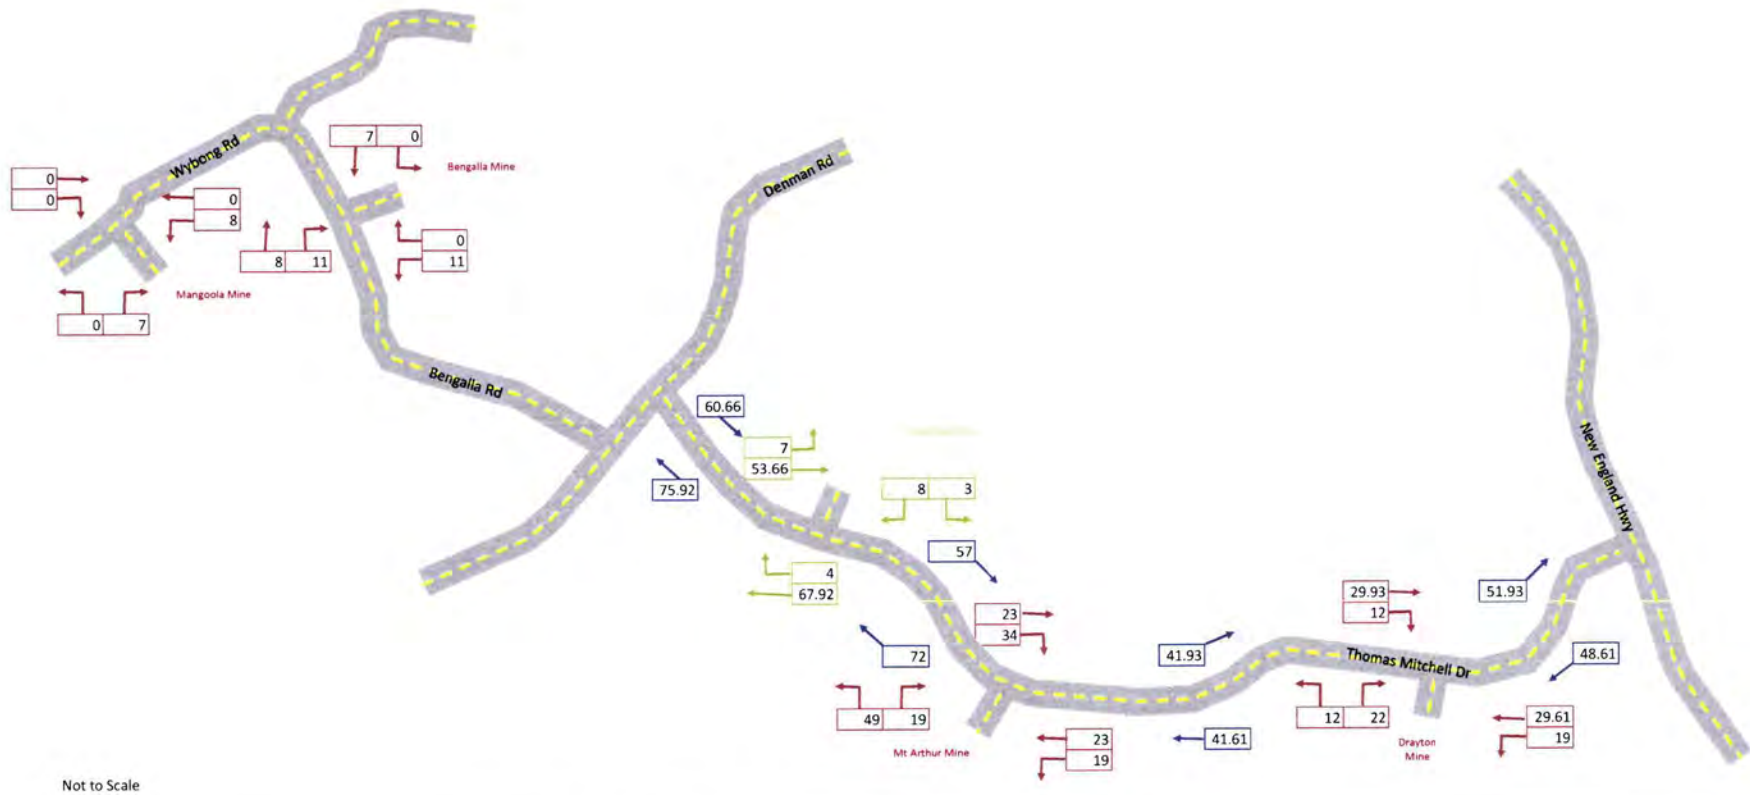 Wybong Rd
7 0
Bengalla Mine
Denman Rd
0
0
0
8
8 11
0
11
Mangoola Mine
0 7
Bengalla Rd
60.66
7
53.66
75.92
8 3
New England Hwy
4
67.92
57
23
34
72
49 19
Mt Arthur Mine
23
19
41.93
41.61
29.93
12
Thomas Mitchell Dr
51.93
48.61
12 22
Drayton
Mine
29.61
19
Not to Scale